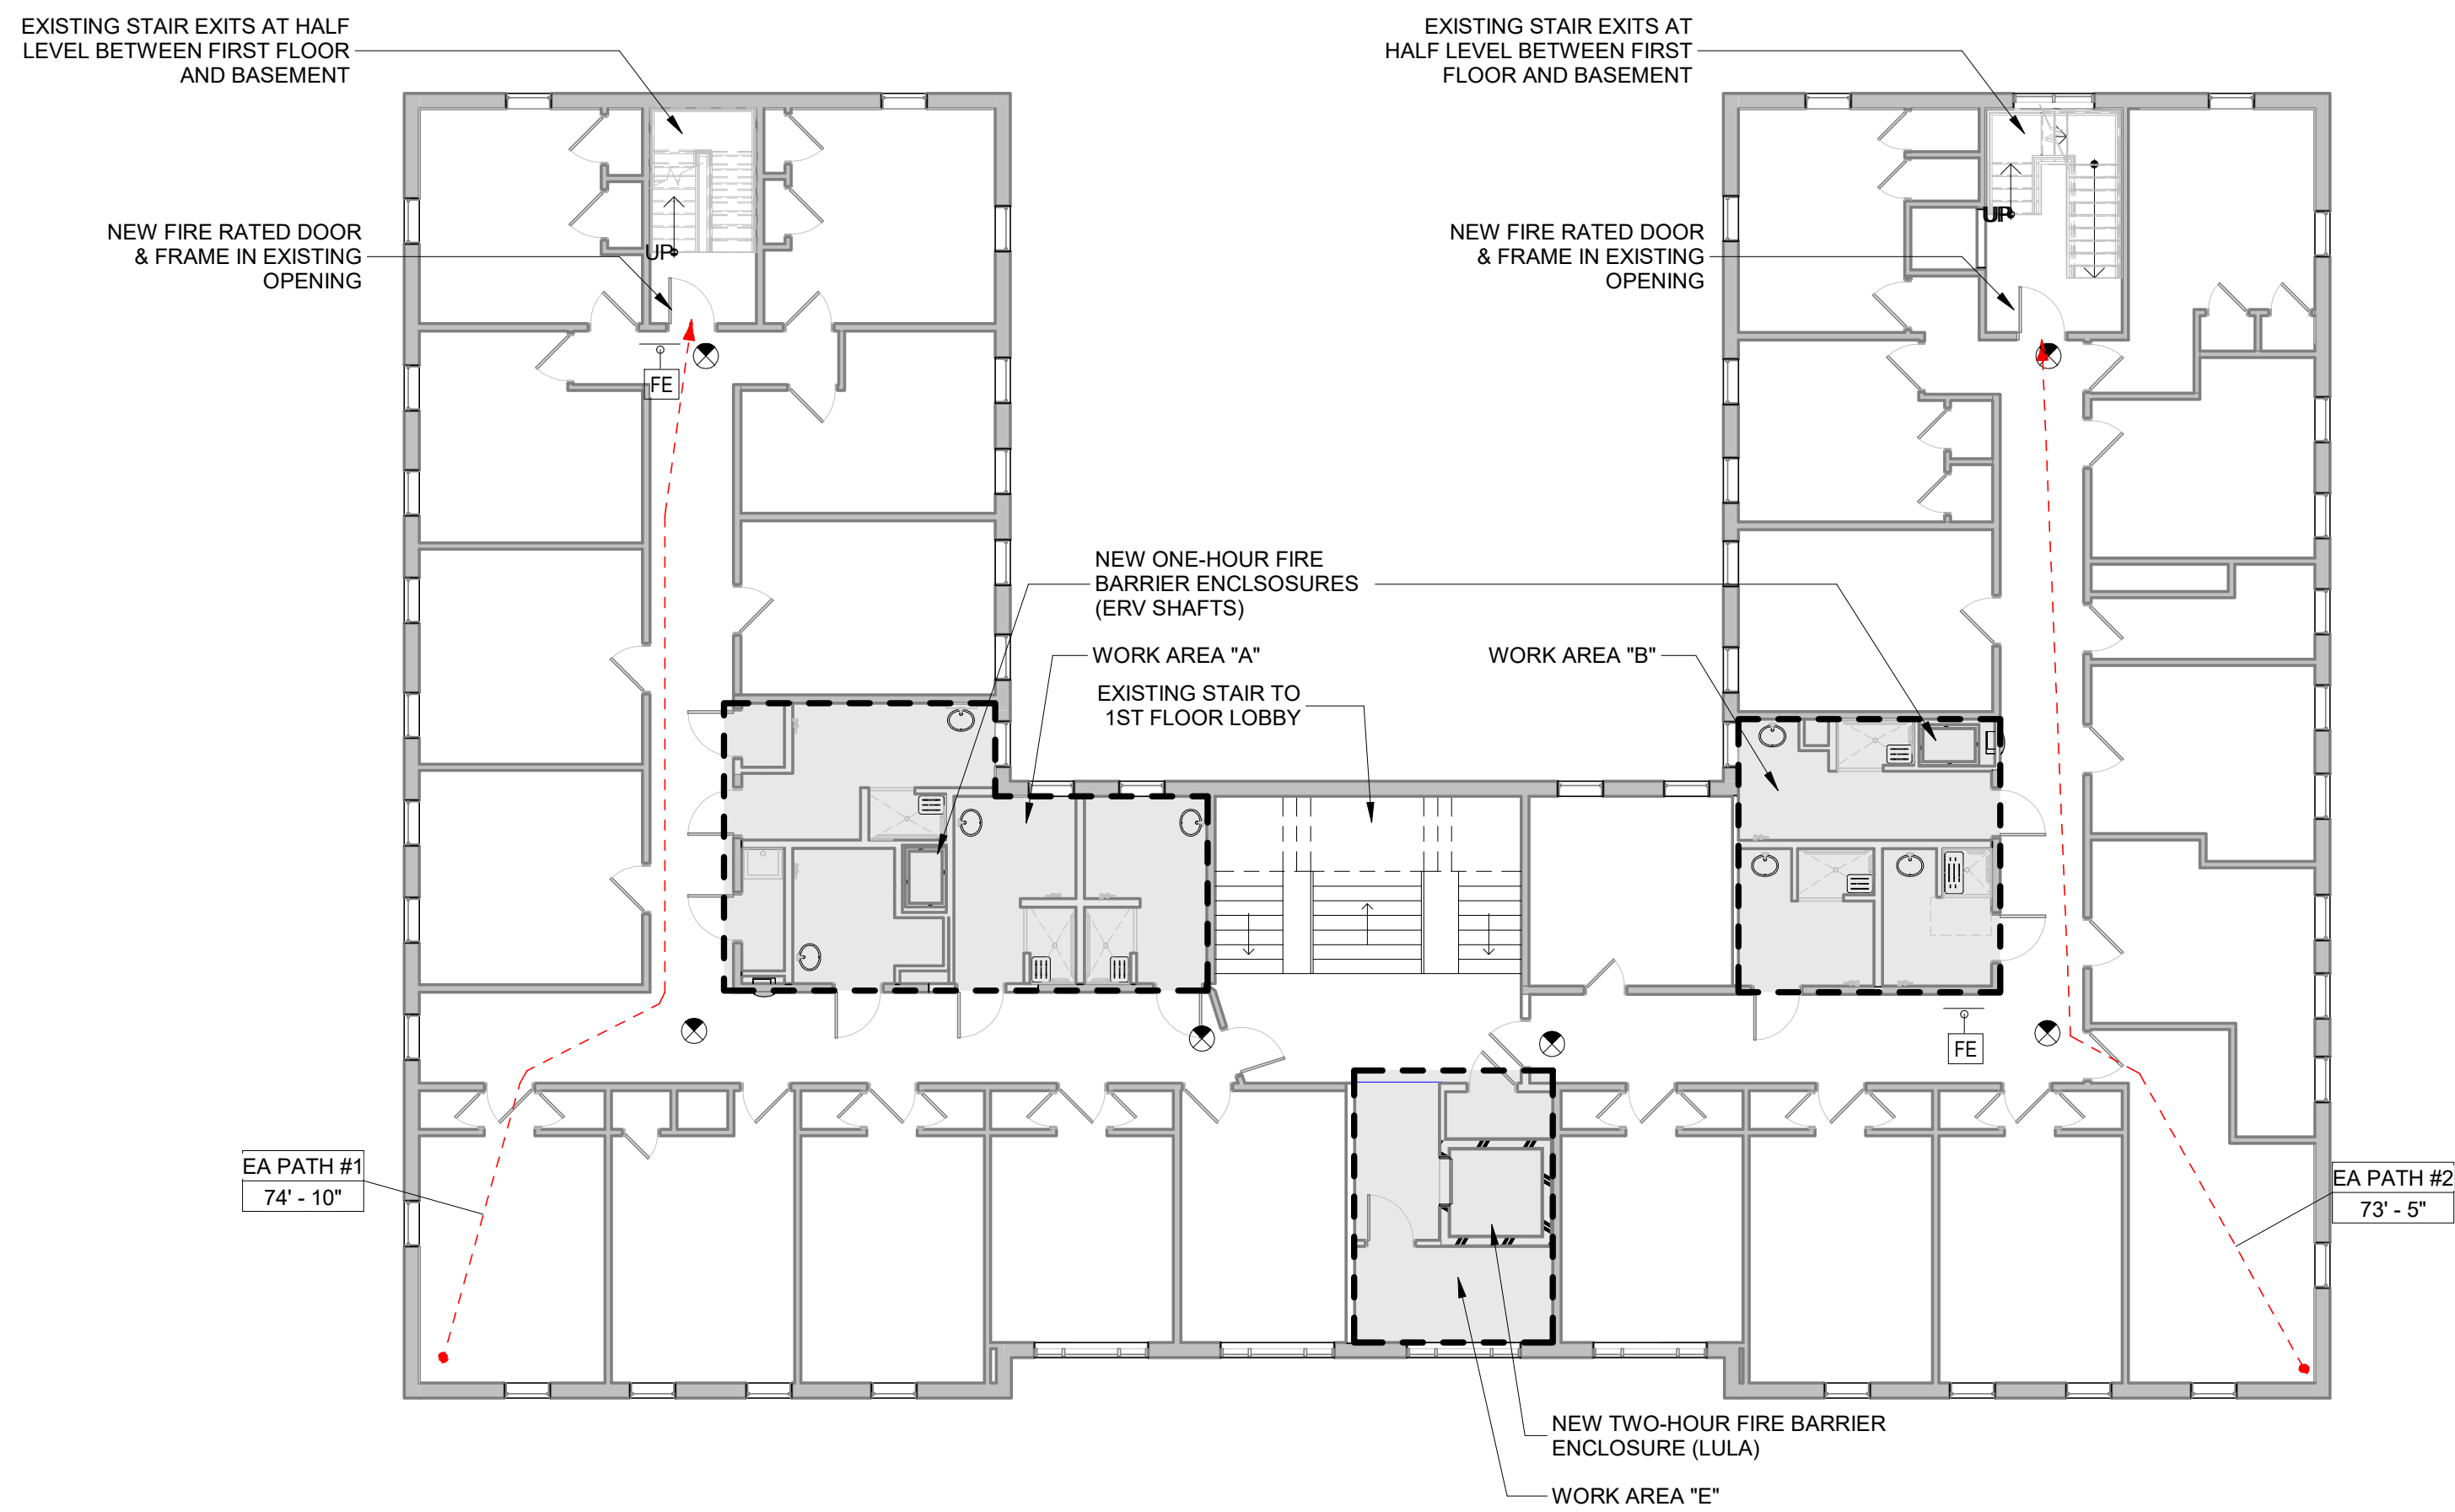 EXISTING STAIR EXITS AT HALF
LEVEL BETWEEN FIRST FLOOR
AND BASEMENT
EXISTING STAIR EXITS AT
HALF LEVEL BETWEEN FIRST
FLOOR AND BASEMENT
NEW FIRE RATED DOOR
& FRAME IN EXISTING
OPENING
UP
NEW FIRE RATED DOOR
& FRAME IN EXISTING
OPENING
UP
FE
NEW ONE-HOUR FIRE
BARRIER ENCLSOSURES
(ERV SHAFTS)
WORK AREA "A"
WORK AREA "B"
EXISTING STAIR TO
1ST FLOOR LOBBY
FE
EA PATH #1
74' - 10"
EA PATH #2
73' - 5"
NEW TWO-HOUR FIRE BARRIER
ENCLOSURE (LULA)
WORK AREA "E"